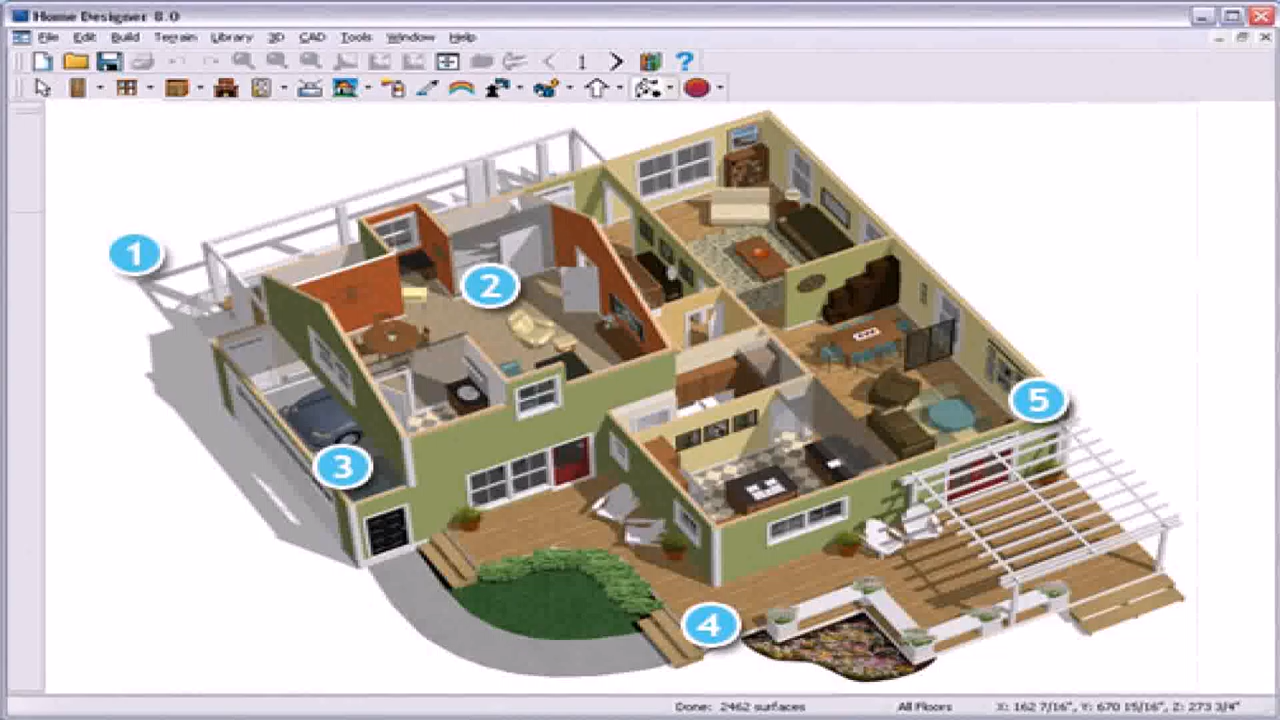 Home Designer 8.0
File Edit Build Terrain Library 3D CAD Tools Window Help
1
1
2
5
3
4
Done: 2462 surfaces All Floors X: 162 7/16", Y: 670 15/16", Z: 273 3/4"